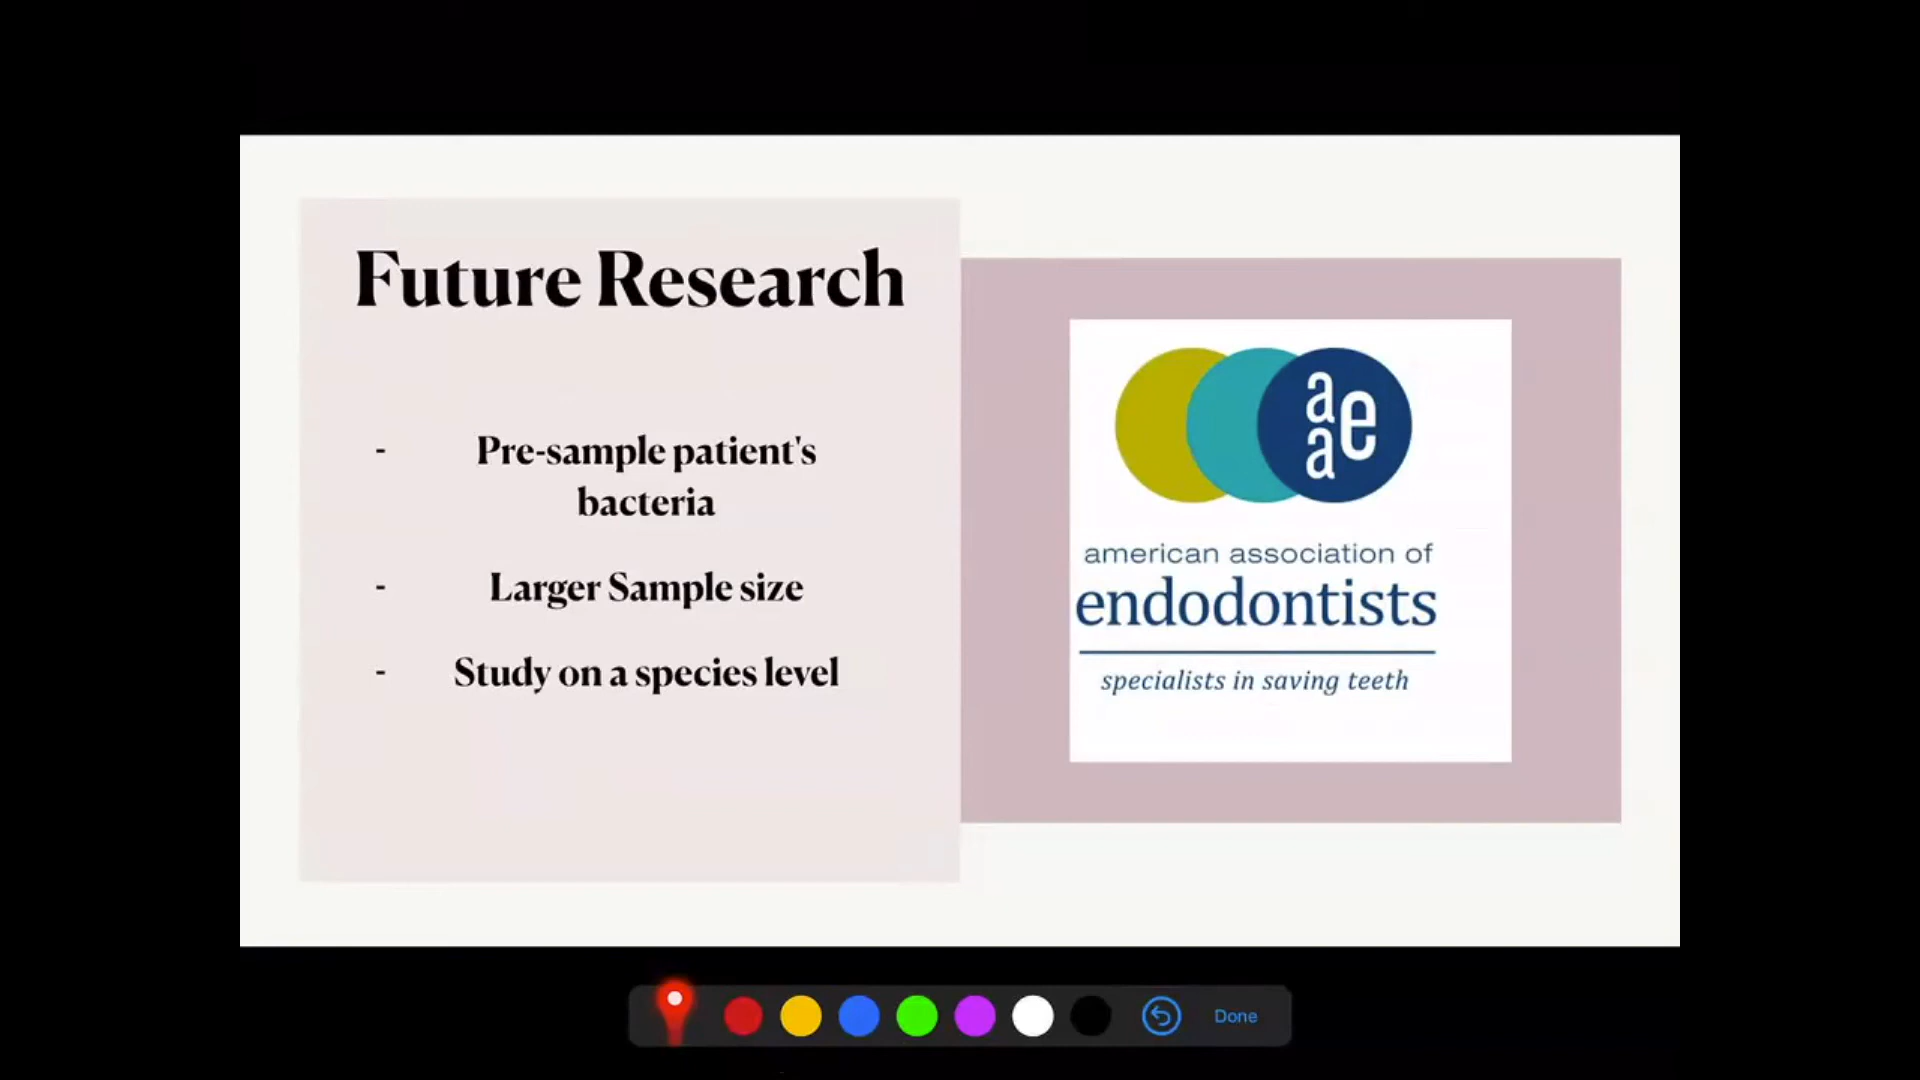 Future Research
- Pre-sample patient's
bacteria
- Larger Sample size
- Study on a species level
aae
american association of
endodontists
specialists in saving teeth
Done